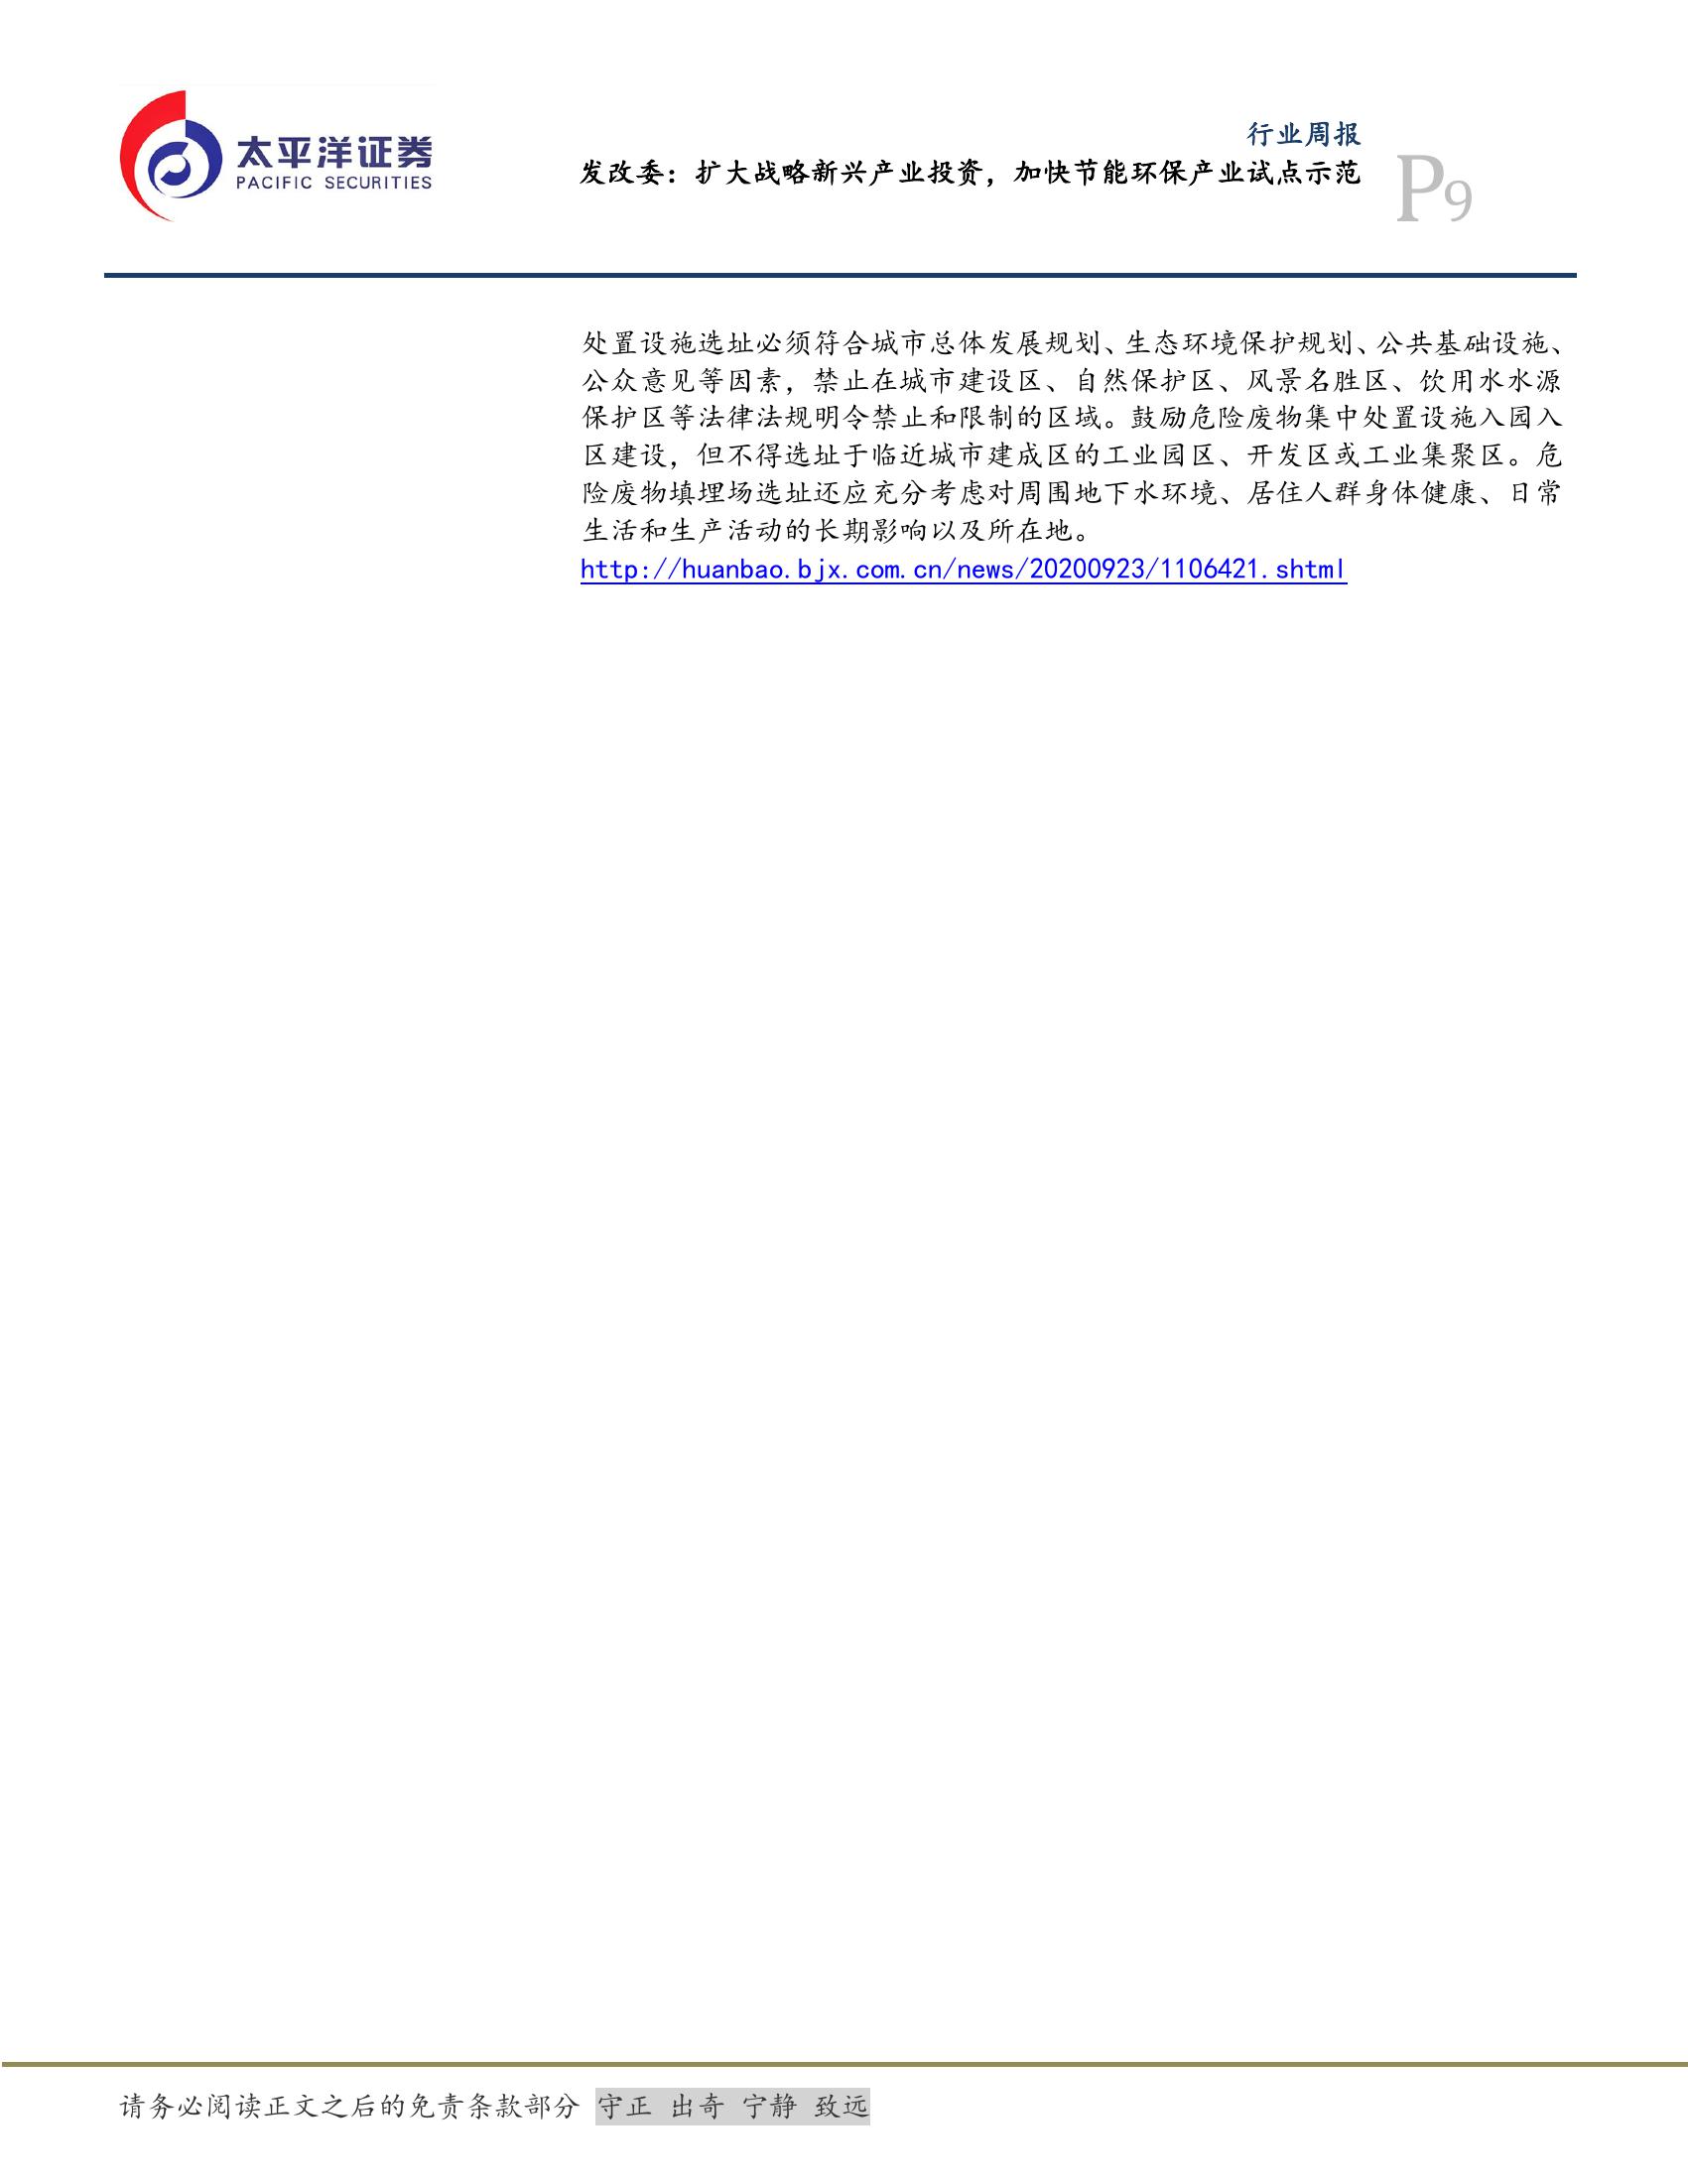 太平洋证券
PACIFIC SECURITIES
行业周报
发改委：扩大战略新兴产业投资，加快节能环保产业试点示范
P9
处置设施选址必须符合城市总体发展规划、生态环境保护规划、公共基础设施、
公众意见等因素，禁止在城市建设区、自然保护区、风景名胜区、饮用水水源
保护区等法律法规明令禁止和限制的区域。鼓励危险废物集中处置设施入园入
区建设，但不得选址于临近城市建成区的工业园区、开发区或工业集聚区。危
险废物填埋场选址还应充分考虑对周围地下水环境、居住人群身体健康、日常
生活和生产活动的长期影响以及所在地。
http://huanbao.bjx.com.cn/news/20200923/1106421.shtml
请务必阅读正文之后的免责条款部分 守正 出奇 宁静 致远